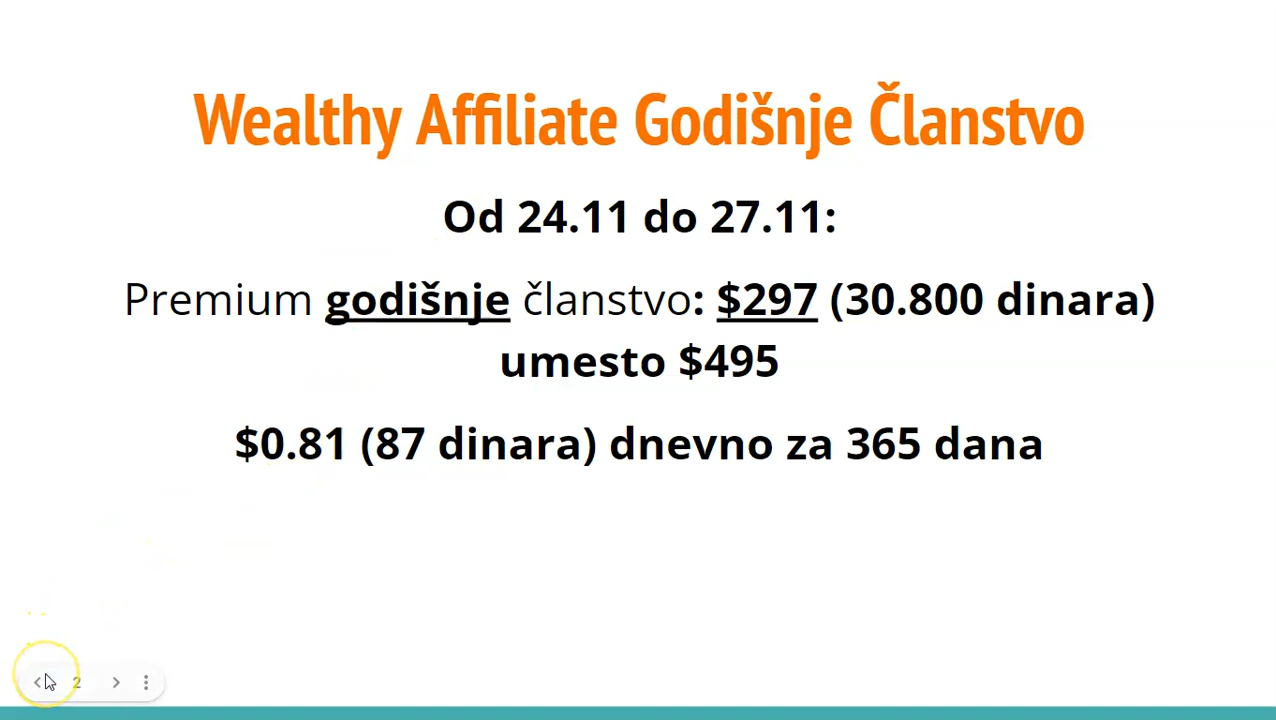 Wealthy Affiliate Godišnje Članstvo
Od 24.11 do 27.11:
Premium godišnje članstvo: $297 (30.800 dinara)
umesto $495
$0.81 (87 dinara) dnevno za 365 dana
2